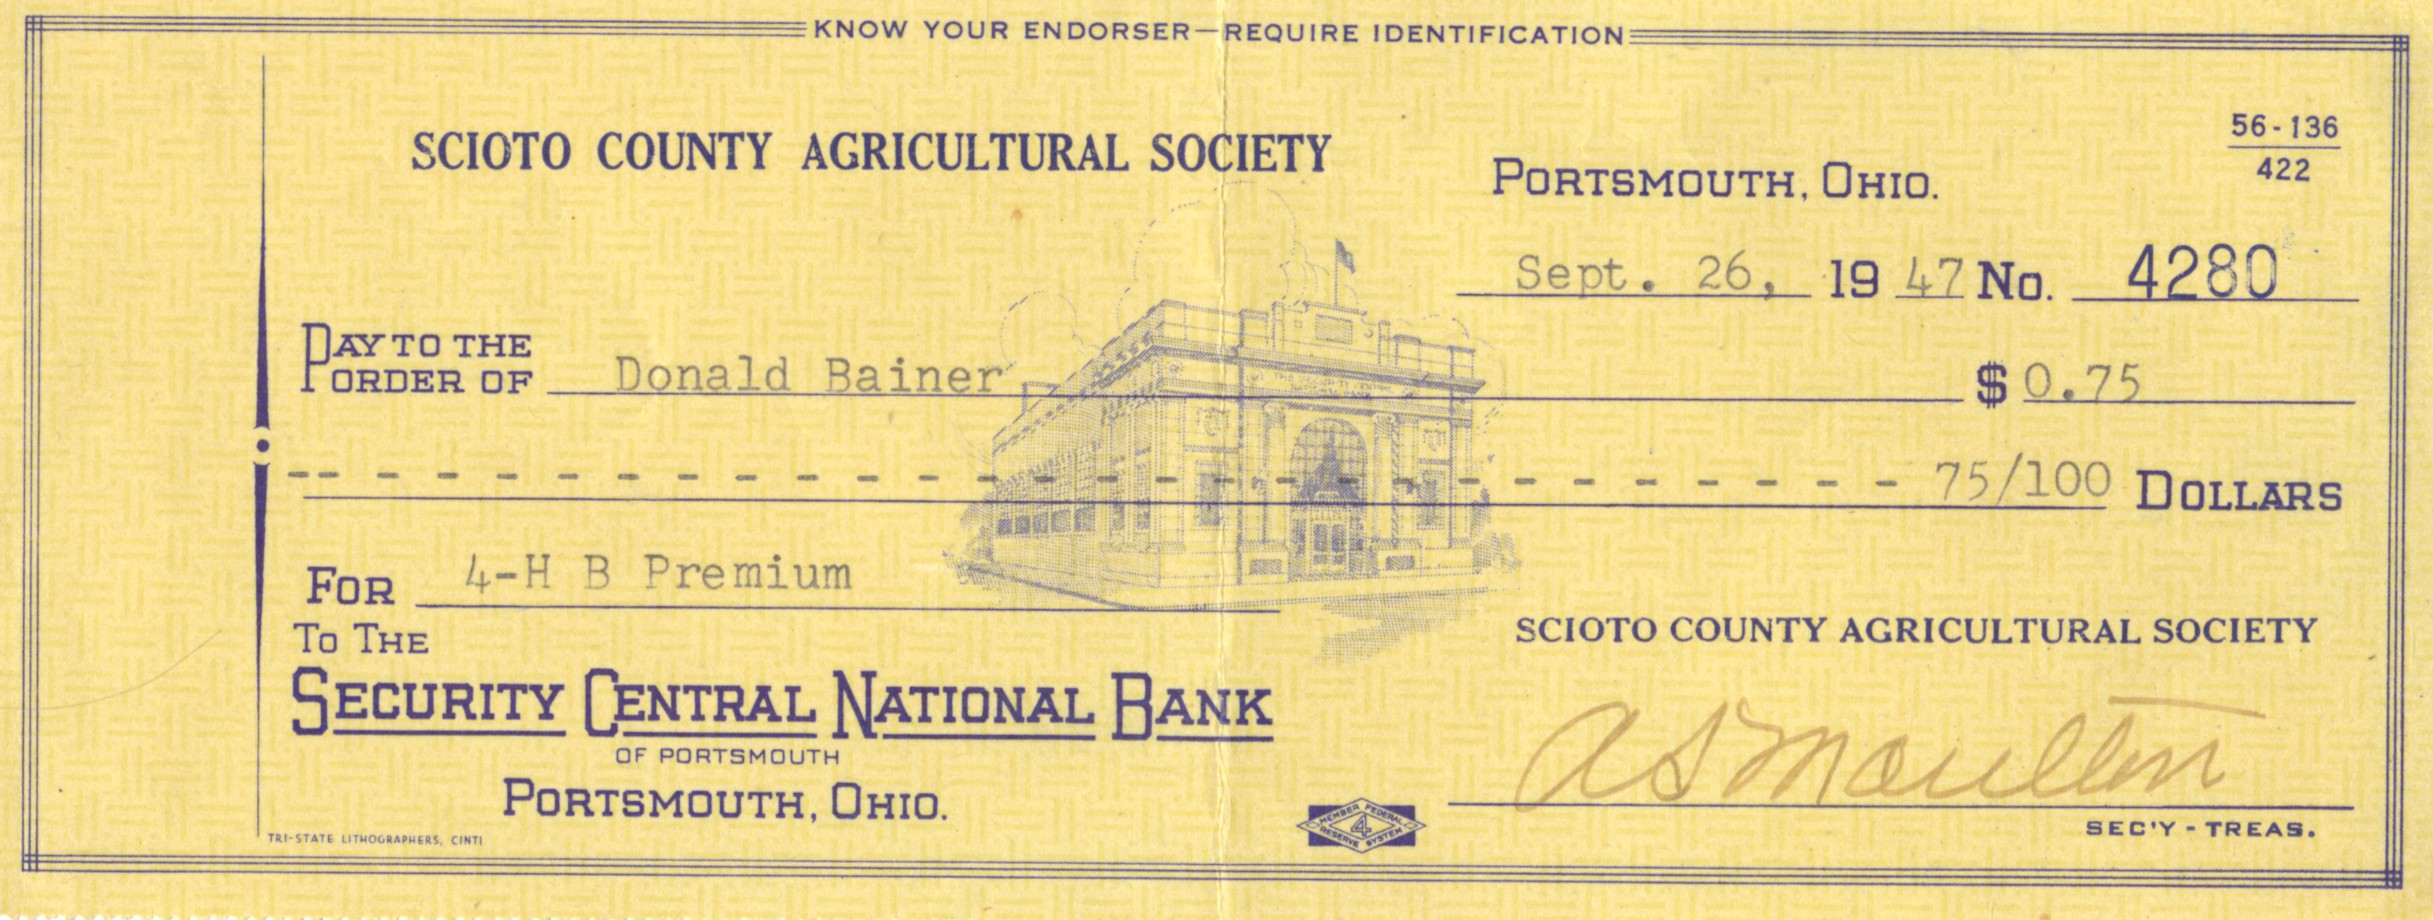 KNOW YOUR ENDORSER—REQUIRE IDENTIFICATION
SCIOTO COUNTY AGRICULTURAL SOCIETY
56-136
422
PORTSMOUTH, OHIO.
Sept. 26, 1947 No. 4280
PAY TO THE
ORDER OF Donald Bainer $ 0.75
-- - - - - - - - - - - - - - - - - - - - - - - - - - - 75/100 DOLLARS
FOR 4-H B Premium
TO THE
SECURITY CENTRAL NATIONAL BANK
OF PORTSMOUTH
PORTSMOUTH, OHIO.
TRI-STATE LITHOGRAPHERS, CINTI
MEMBER FEDERAL
4
RESERVE SYSTEM
SCIOTO COUNTY AGRICULTURAL SOCIETY
A S Moulton
SEC'Y - TREAS.